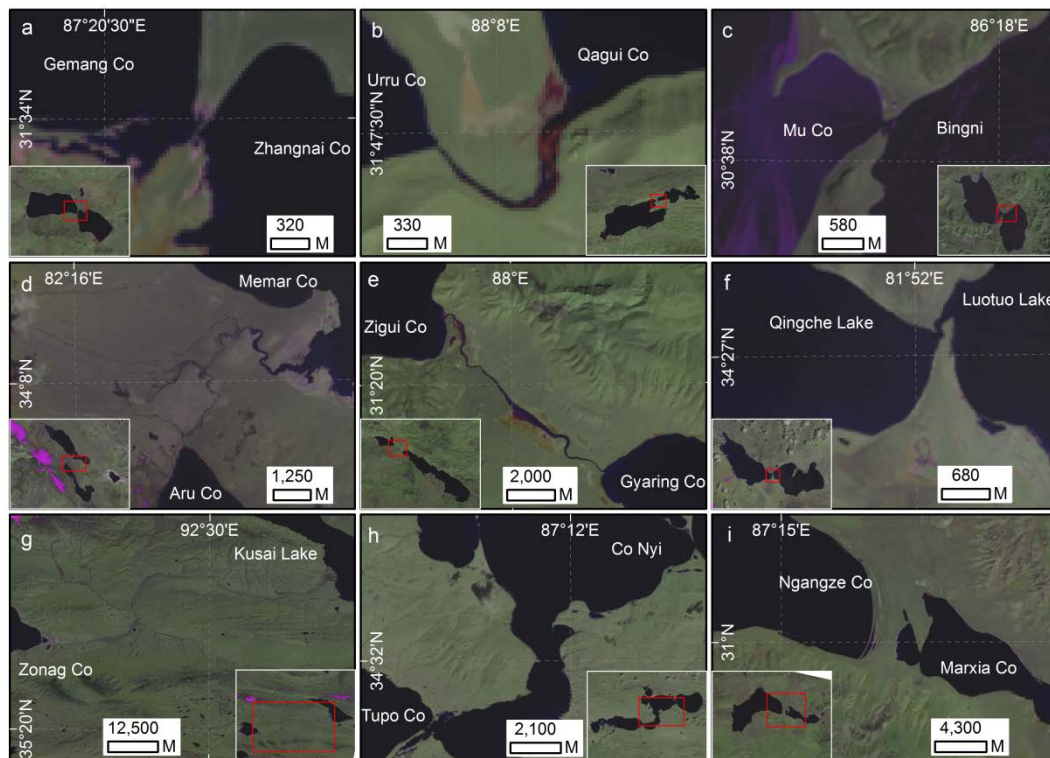 a
87°20'30"E
Gemang Co
31°34'N
Zhangnai Co
320
M
b
88°8'E
Qagui Co
Urru Co
31°47'30"N
330
M
c
86°18'E
Mu Co
Bingni
30°38'N
580
M
d
82°16'E
Memar Co
34°8'N
Aru Co
1,250
M
e
88°E
Zigui Co
31°20'N
Gyaring Co
2,000
M
f
81°52'E
Luotuo Lake
Qingche Lake
34°27'N
680
M
g
92°30'E
Kusai Lake
Zonag Co
35°20'N
12,500
M
h
87°12'E
Co Nyi
34°32'N
Tupo Co
2,100
M
i
87°15'E
Ngangze Co
31°N
Marxia Co
4,300
M